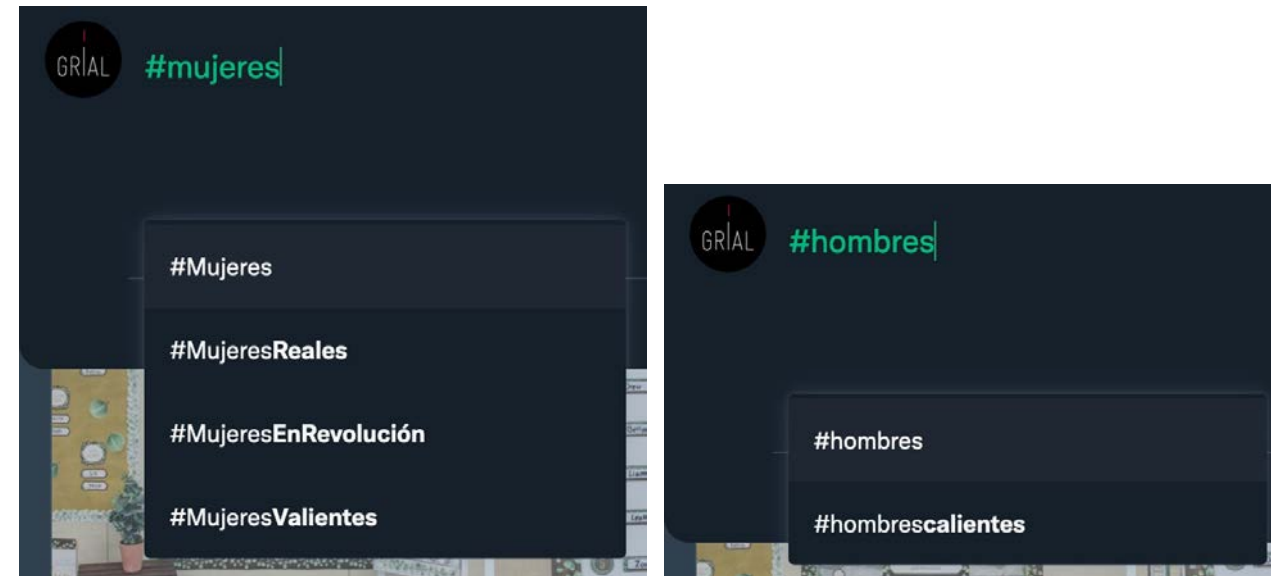 GRIAL #mujeres
#Mujeres
#MujeresReales
#MujeresEnRevolución
#MujeresValientes
GRIAL #hombres
#hombres
#hombrescalientes